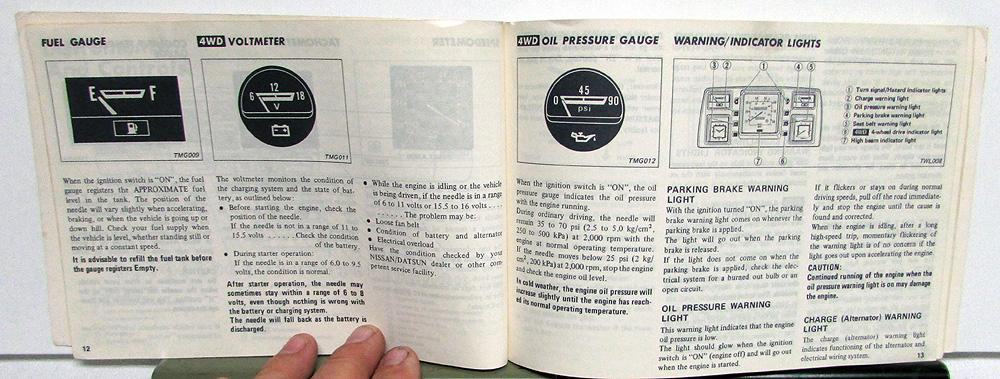 FUEL GAUGE
E F
TMG009
When the ignition switch is "ON", the fuel
gauge registers the APPROXIMATE fuel
level in the tank. The position of the
needle will vary slightly when accelerating,
braking, or when the vehicle is going up or
down hill. Check your fuel supply when
the vehicle is level, whether standing still or
moving at a constant speed.
It is advisable to refill the fuel tank before
the gauge registers Empty.
12
4WD VOLTMETER
12
6 18
V
TMG011
The voltmeter monitors the condition of
the charging system and the state of bat-
tery, as outlined below:
● Before starting the engine, check the
position of the needle.
If the needle is not in a range of 11 to
15.5 volts ....... Check the condition
of the battery.
● During starter operation:
If the needle is in range of 6.0 to 9.5
volts, the condition is normal.
After starter operation, the needle may
sometimes stay within a range of 6 to 8
volts, even though nothing is wrong with
the battery or charging system.
The needle will fall back as the battery is
discharged.
● While the engine is idling or the vehicle
is being driven, if the needle is in a range
of 6 to 11 volts or 15.5 to 16 volts ....
....... The problem may be:
● Loose fan belt
● Condition of battery and alternator
● Electrical overload
Have the condition checked by your
NISSAN/DATSUN dealer or other com-
petent service facility.
4WD OIL PRESSURE GAUGE
45
0 90
psi
TMG012
When the ignition switch is "ON", the oil
pressure gauge indicates the oil pressure
with the engine running.
During ordinary driving, the needle will
remain 35 to 70 psi (2.5 to 5.0 kg/cm²,
250 to 500 kPa) at 2,000 rpm with the
engine at normal operating temperature.
If the needle moves below 25 psi (2 kg/
cm², 200 kPa) at 2,000 rpm, stop the engine
and check the engine oil level.
In cold weather, the engine oil pressure will
increase slightly until the engine has reach-
ed its normal operating temperature.
WARNING/INDICATOR LIGHTS
③ ② ① ④ ⑤
⑦ ⑥
① Turn signal/Hazard indicator lights
② Charge warning light
③ Oil pressure warning light
④ Parking brake warning light
⑤ Seat belt warning light
⑥ 4WD 4-wheel drive indicator light
⑦ High beam indicator light
TWL008
PARKING BRAKE WARNING
LIGHT
With the ignition turned "ON", the parking
brake warning light comes on whenever the
parking brake is applied.
The light will go out when the parking
brake is released.
If the light does not come on when the
parking brake is applied, check the elec-
trical system for a burned out bulb or an
open circuit.
OIL PRESSURE WARNING
LIGHT
This warning light indicates that the engine
oil pressure is low.
The light should glow when the ignition
switch is "ON" (engine off) and will go out
when the engine is started.
If it flickers or stays on during normal
driving speeds, pull off the road immediate-
ly and stop the engine until the cause is
found and corrected.
When the engine is idling, after a long
high-speed trip, momentary flickering of
the warning light is of no concern if the
light goes out upon accelerating the engine.
CAUTION:
Continued running of the engine when the
oil pressure warning light is on may damage
the engine.
CHARGE (Alternator) WARNING
LIGHT
The charge (alternator) warning light
indicates functioning of the alternator and
electrical wiring system.
13